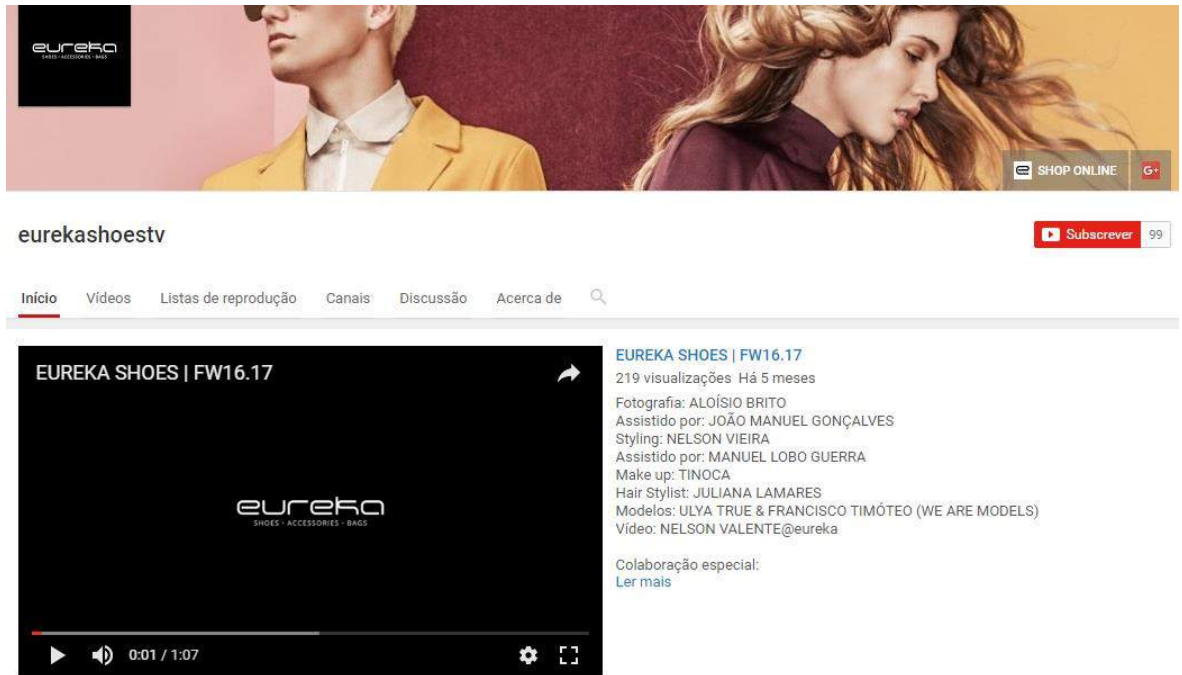 eureka
SHOES • ACCESSORIES • BAGS
SHOP ONLINE G+
eurekashoestv
Subscrever 99
Início Vídeos Listas de reprodução Canais Discussão Acerca de
EUREKA SHOES | FW16.17
eureka
SHOES • ACCESSORIES • BAGS
0:01 / 1:07
EUREKA SHOES | FW16.17
219 visualizações Há 5 meses
Fotografia: ALOÍSIO BRITO
Assistido por: JOÃO MANUEL GONÇALVES
Styling: NELSON VIEIRA
Assistido por: MANUEL LOBO GUERRA
Make up: TINOCA
Hair Stylist: JULIANA LAMARES
Modelos: ULYA TRUE & FRANCISCO TIMÓTEO (WE ARE MODELS)
Vídeo: NELSON VALENTE@eureka
Colaboração especial:
Ler mais